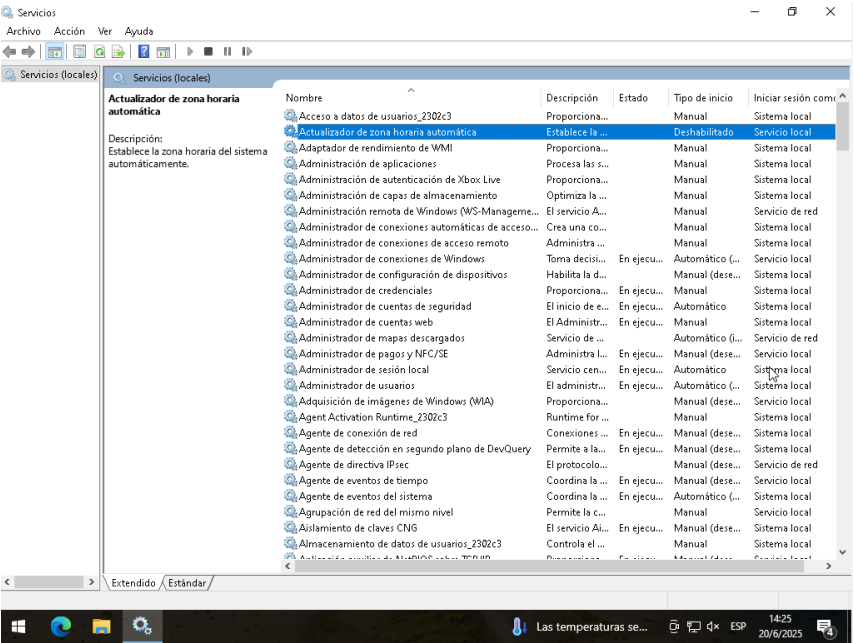 Servicios
Archivo Acción Ver Ayuda
Servicios (locales)
Servicios (locales)
Actualizador de zona horaria
automática
Descripción:
Establece la zona horaria del sistema
automáticamente.
Nombre Descripción Estado Tipo de inicio Iniciar sesión como
Acceso a datos de usuarios_2302c3 Proporciona... Manual Sistema local
Actualizador de zona horaria automática Establece la ... Deshabilitado Servicio local
Adaptador de rendimiento de WMI Proporciona... Manual Sistema local
Administración de aplicaciones Procesa las s... Manual Sistema local
Administración de autenticación de Xbox Live Proporciona... Manual Sistema local
Administración de capas de almacenamiento Optimiza la ... Manual Sistema local
Administración remota de Windows (WS-Manageme... El servicio A... Manual Servicio de red
Administrador de conexiones automáticas de acceso... Crea una co... Manual Sistema local
Administrador de conexiones de acceso remoto Administra ... Manual Sistema local
Administrador de conexiones de Windows Toma decisi... En ejecu... Automático (... Servicio local
Administrador de configuración de dispositivos Habilita la d... Manual (dese... Sistema local
Administrador de credenciales Proporciona... En ejecu... Manual Sistema local
Administrador de cuentas de seguridad El inicio de e... En ejecu... Automático Sistema local
Administrador de cuentas web El Administr... En ejecu... Manual Sistema local
Administrador de mapas descargados Servicio de ... Automático (i... Servicio de red
Administrador de pagos y NFC/SE Administra l... En ejecu... Manual (dese... Servicio local
Administrador de sesión local Servicio cen... En ejecu... Automático Sistema local
Administrador de usuarios El administr... En ejecu... Automático (... Sistema local
Adquisición de imágenes de Windows (WIA) Proporciona... Manual (dese... Servicio local
Agent Activation Runtime_2302c3 Runtime for ... Manual Sistema local
Agente de conexión de red Conexiones ... En ejecu... Manual (dese... Sistema local
Agente de detección en segundo plano de DevQuery Permite a la... En ejecu... Manual (dese... Sistema local
Agente de directiva IPsec El protocolo... Manual (dese... Servicio de red
Agente de eventos de tiempo Coordina la ... En ejecu... Manual (dese... Servicio local
Agente de eventos del sistema Coordina la ... En ejecu... Automático (... Sistema local
Agrupación de red del mismo nivel Permite la c... Manual Servicio local
Aislamiento de claves CNG El servicio Ai... En ejecu... Manual (dese... Sistema local
Almacenamiento de datos de usuarios_2302c3 Controla el ... Manual Sistema local
Aplicación auxiliar de NetBIOS sobre TCP/IP Proporciona... En ejecu... Manual (dese... Servicio local
Extendido Estándar
Las temperaturas se... ESP 14:25
20/6/2025 4